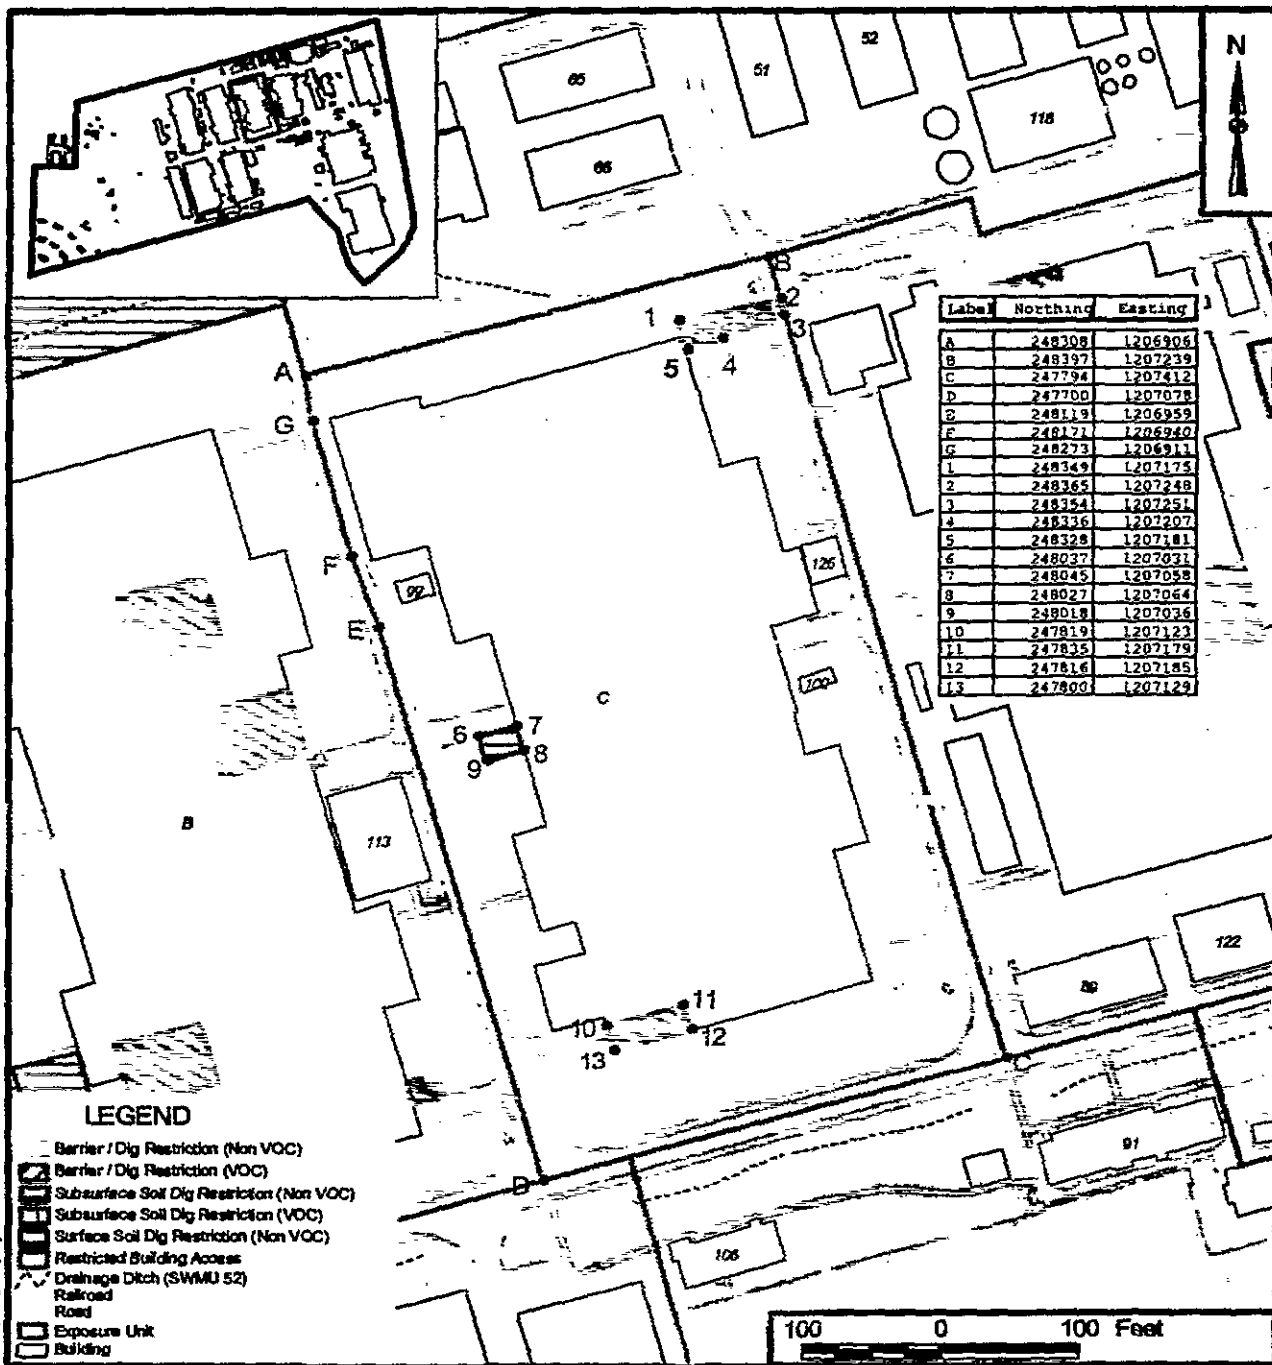 N
65
51
52
118
66
B
2
1
3
4
5
A
G
F
E
99
126
100
C
6
7
8
9
B
113
122
89
11
10
12
13
C
91
D
106
Label Northing Easting
A 248308 1206906
B 248397 1207239
C 247794 1207412
D 247700 1207078
E 248119 1206959
F 248171 1206940
G 248273 1206911
1 248349 1207175
2 248365 1207248
3 248354 1207251
4 248336 1207207
5 248328 1207181
6 248037 1207031
7 248045 1207058
8 248027 1207064
9 248018 1207036
10 247819 1207123
11 247835 1207179
12 247816 1207185
13 247800 1207129
LEGEND
Barrier / Dig Restriction (Non VOC)
Barrier / Dig Restriction (VOC)
Subsurface Soil Dig Restriction (Non VOC)
Subsurface Soil Dig Restriction (VOC)
Surface Soil Dig Restriction (Non VOC)
Restricted Building Access
Drainage Ditch (SWMU 52)
Railroad
Road
Exposure Unit
Building
100 0 100 Feet